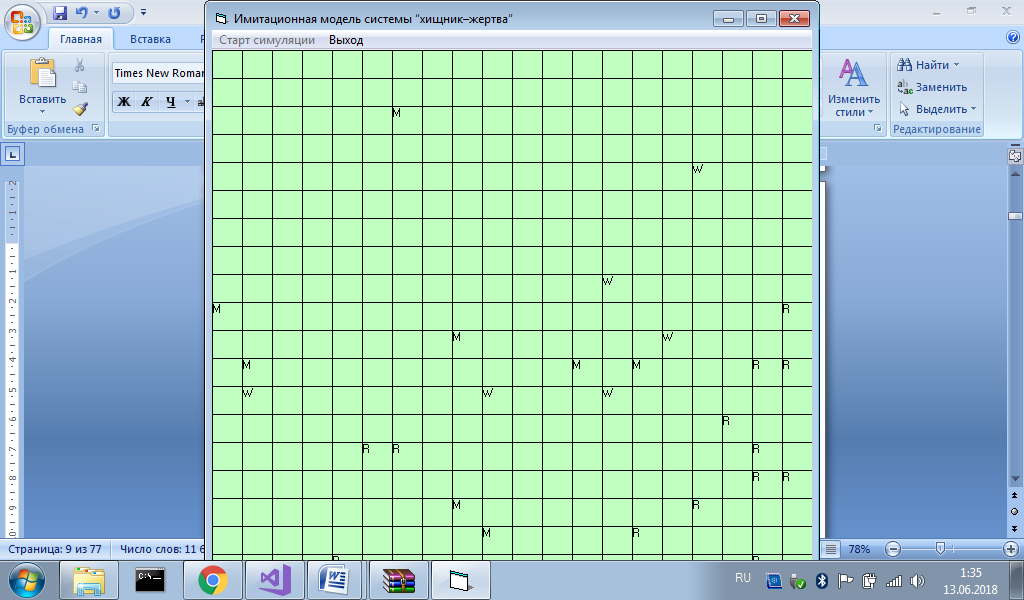 Имитационная модель системы "хищник–жертва"
Старт симуляции Выход
Главная Вставка
Вставить
Буфер обмена
Times New Roman
Ж К Ч
Изменить стили
Найти
Заменить
Выделить
Редактирование
M
W
W
M R
M W
M M M R R
W W W
R
R R R
R R
M R
M R
R R
Страница: 9 из 77 Число слов: 11 6
78%
RU
1:35
13.06.2018